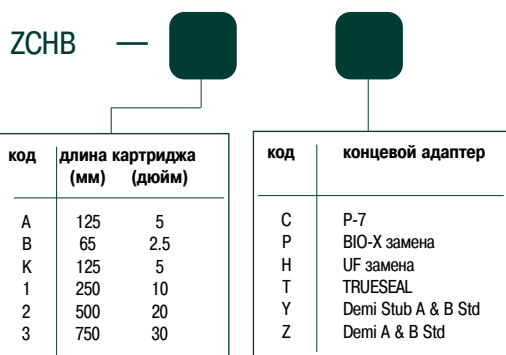 ZCHB —
код длина картриджа
(мм) (дюйм)
A 125 5
B 65 2.5
K 125 5
1 250 10
2 500 20
3 750 30
код концевой адаптер
C P-7
P BIO-X замена
H UF замена
T TRUESEAL
Y Demi Stub A & B Std
Z Demi A & B Std